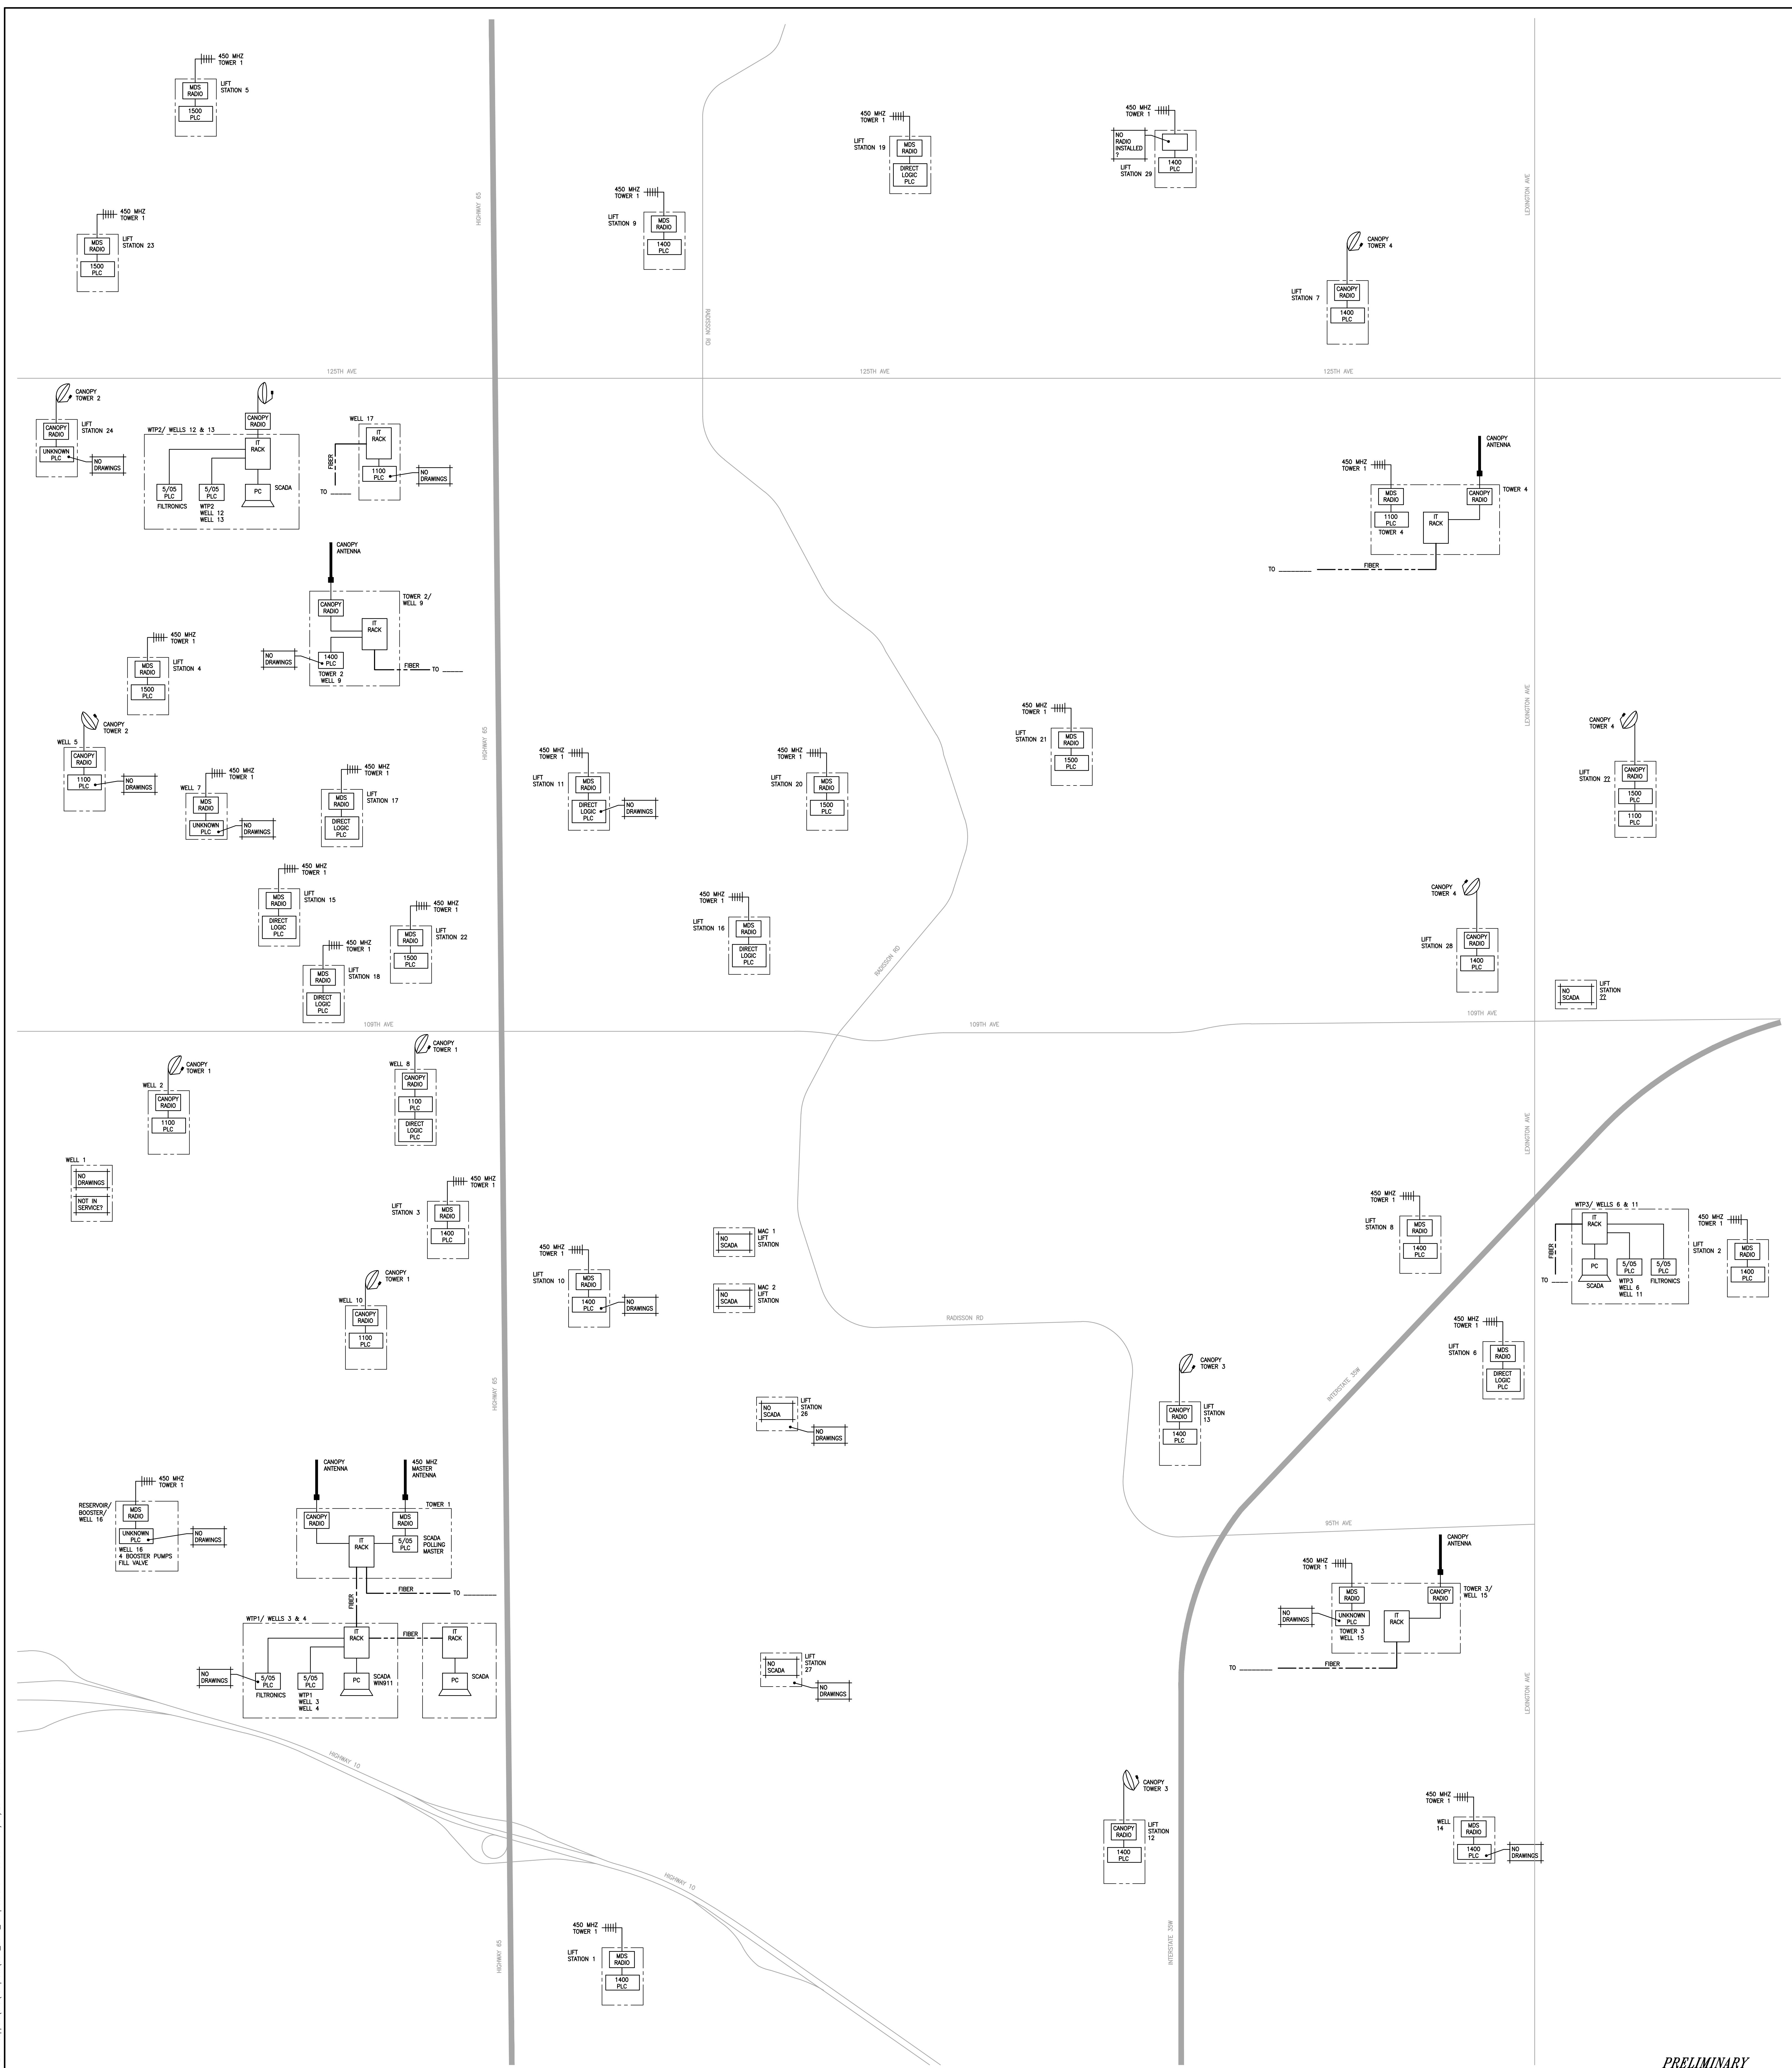 450 MHZ
TOWER 1
LIFT
STATION 5
MDS
RADIO
1500
PLC
450 MHZ
TOWER 1
LIFT
STATION 19
MDS
RADIO
DIRECT
LOGIC
PLC
450 MHZ
TOWER 1
NO
RADIO
INSTALLED
?
LIFT
STATION 29
1400
PLC
HIGHWAY 65
LEXINGTON AVE
450 MHZ
TOWER 1
LIFT
STATION 9
MDS
RADIO
1400
PLC
450 MHZ
TOWER 1
LIFT
STATION 23
MDS
RADIO
1500
PLC
CANOPY
TOWER 4
LIFT
STATION 7
CANOPY
RADIO
1400
PLC
RADISSON RD
125TH AVE
125TH AVE
125TH AVE
CANOPY
TOWER 2
LIFT
STATION 24
CANOPY
RADIO
UNKNOWN
PLC
NO
DRAWINGS
WTP2/ WELLS 12 & 13
CANOPY
RADIO
IT
RACK
5/05
PLC
FILTRONICS
5/05
PLC
WTP2
WELL 12
WELL 13
PC
SCADA
WELL 17
IT
RACK
FIBER
TO ______
1100
PLC
NO
DRAWINGS
CANOPY
ANTENNA
450 MHZ
TOWER 1
MDS
RADIO
CANOPY
RADIO
TOWER 4
1100
PLC
TOWER 4
IT
RACK
TO ________
FIBER
CANOPY
ANTENNA
TOWER 2/
WELL 9
CANOPY
RADIO
IT
RACK
NO
DRAWINGS
1400
PLC
TOWER 2
WELL 9
FIBER
TO _____
450 MHZ
TOWER 1
LIFT
STATION 4
MDS
RADIO
1500
PLC
CANOPY
TOWER 2
WELL 5
CANOPY
RADIO
1100
PLC
NO
DRAWINGS
450 MHZ
TOWER 1
WELL 7
MDS
RADIO
UNKNOWN
PLC
NO
DRAWINGS
450 MHZ
TOWER 1
LIFT
STATION 17
MDS
RADIO
DIRECT
LOGIC
PLC
HIGHWAY 65
450 MHZ
TOWER 1
LIFT
STATION 11
MDS
RADIO
DIRECT
LOGIC
PLC
NO
DRAWINGS
450 MHZ
TOWER 1
LIFT
STATION 20
MDS
RADIO
1500
PLC
450 MHZ
TOWER 1
LIFT
STATION 21
MDS
RADIO
1500
PLC
LEXINGTON AVE
CANOPY
TOWER 4
LIFT
STATION ??
CANOPY
RADIO
1500
PLC
1100
PLC
450 MHZ
TOWER 1
LIFT
STATION 15
MDS
RADIO
DIRECT
LOGIC
PLC
450 MHZ
TOWER 1
LIFT
STATION 22
MDS
RADIO
1500
PLC
450 MHZ
TOWER 1
LIFT
STATION 18
MDS
RADIO
DIRECT
LOGIC
PLC
450 MHZ
TOWER 1
LIFT
STATION 16
MDS
RADIO
DIRECT
LOGIC
PLC
RADISSON RD
CANOPY
TOWER 4
LIFT
STATION 28
CANOPY
RADIO
1400
PLC
NO
SCADA
LIFT
STATION
??
109TH AVE
109TH AVE
109TH AVE
CANOPY
TOWER 1
WELL 2
CANOPY
RADIO
1100
PLC
CANOPY
TOWER 1
WELL 8
CANOPY
RADIO
1100
PLC
DIRECT
LOGIC
PLC
WELL 1
NO
DRAWINGS
NOT IN
SERVICE?
450 MHZ
TOWER 1
LIFT
STATION 3
MDS
RADIO
1400
PLC
CANOPY
TOWER 1
WELL 10
CANOPY
RADIO
1100
PLC
HIGHWAY 65
450 MHZ
TOWER 1
LIFT
STATION 10
MDS
RADIO
1400
PLC
NO
DRAWINGS
NO
SCADA
MAC 1
LIFT
STATION
NO
SCADA
MAC 2
LIFT
STATION
RADISSON RD
LEXINGTON AVE
450 MHZ
TOWER 1
LIFT
STATION 8
MDS
RADIO
1400
PLC
WTP3/ WELLS 6 & 11
IT
RACK
FIBER
TO ____
PC
SCADA
5/05
PLC
WTP3
WELL 6
WELL 11
5/05
PLC
FILTRONICS
450 MHZ
TOWER 1
LIFT
STATION 2
MDS
RADIO
1400
PLC
450 MHZ
TOWER 1
LIFT
STATION 6
MDS
RADIO
DIRECT
LOGIC
PLC
INTERSTATE 35W
CANOPY
TOWER 3
LIFT
STATION
13
CANOPY
RADIO
1400
PLC
NO
SCADA
LIFT
STATION
26
NO
DRAWINGS
450 MHZ
TOWER 1
RESERVOIR/
BOOSTER/
WELL 16
MDS
RADIO
UNKNOWN
PLC
NO
DRAWINGS
WELL 16
4 BOOSTER PUMPS
FILL VALVE
CANOPY
ANTENNA
450 MHZ
MASTER
ANTENNA
TOWER 1
CANOPY
RADIO
MDS
RADIO
IT
RACK
5/05
PLC
SCADA
POLLING
MASTER
FIBER
FIBER
TO ________
WTP1/ WELLS 3 & 4
IT
RACK
FIBER
IT
RACK
NO
DRAWINGS
5/05
PLC
FILTRONICS
5/05
PLC
WTP1
WELL 3
WELL 4
PC
SCADA
WIN911
PC
SCADA
95TH AVE
CANOPY
ANTENNA
450 MHZ
TOWER 1
MDS
RADIO
CANOPY
RADIO
TOWER 3/
WELL 15
NO
DRAWINGS
UNKNOWN
PLC
TOWER 3
WELL 15
IT
RACK
TO ________
FIBER
NO
SCADA
LIFT
STATION
27
NO
DRAWINGS
LEXINGTON AVE
HIGHWAY 10
CANOPY
TOWER 3
LIFT
STATION
12
CANOPY
RADIO
1400
PLC
450 MHZ
TOWER 1
WELL
14
MDS
RADIO
1400
PLC
NO
DRAWINGS
HIGHWAY 10
450 MHZ
TOWER 1
LIFT
STATION 1
MDS
RADIO
1400
PLC
HIGHWAY 65
INTERSTATE 35W
PRELIMINARY